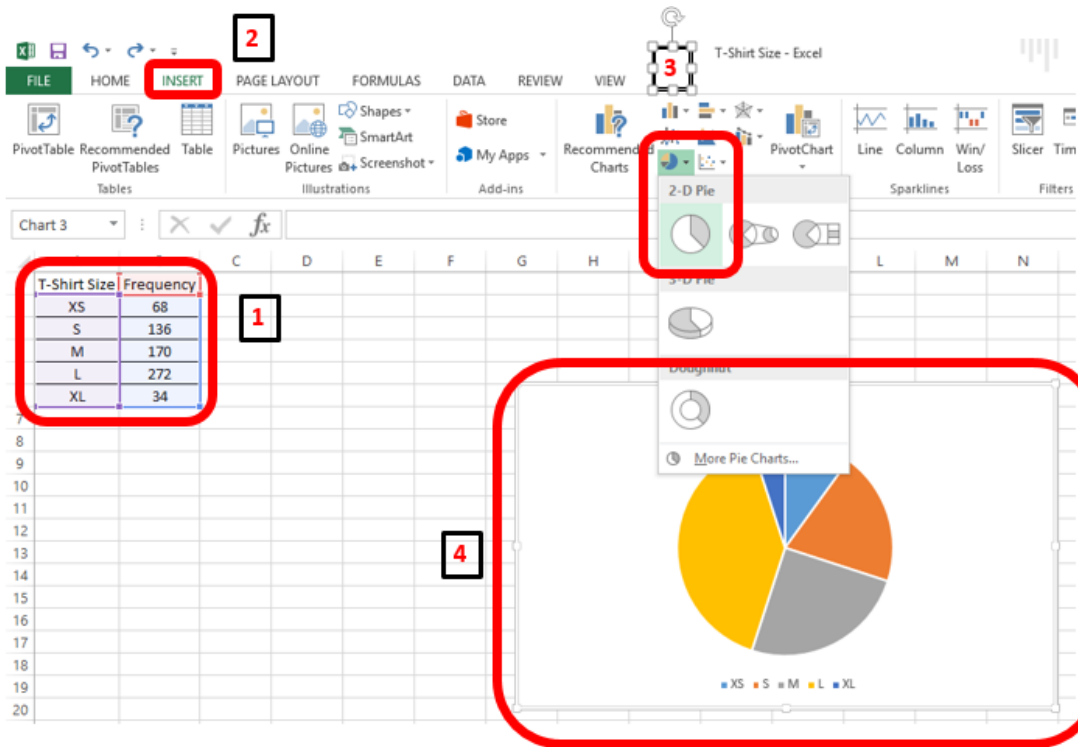 2
T-Shirt Size - Excel
3
FILE HOME INSERT PAGE LAYOUT FORMULAS DATA REVIEW VIEW
PivotTable Recommended PivotTables Table
Tables
Pictures Online Pictures Shapes SmartArt Screenshot
Illustrations
Store
My Apps
Add-ins
Recommended Charts
PivotChart
Line Column Win/Loss
Sparklines
Slicer Tim
Filters
Chart 3 fx
2-D Pie
3-D Pie
Doughnut
More Pie Charts...
C D E F G H L M N
T-Shirt Size Frequency
XS 68
S 136
M 170
L 272
XL 34
1
7
8
9
10
11
12
13
14
15
16
17
18
19
20
4
XS S M L XL